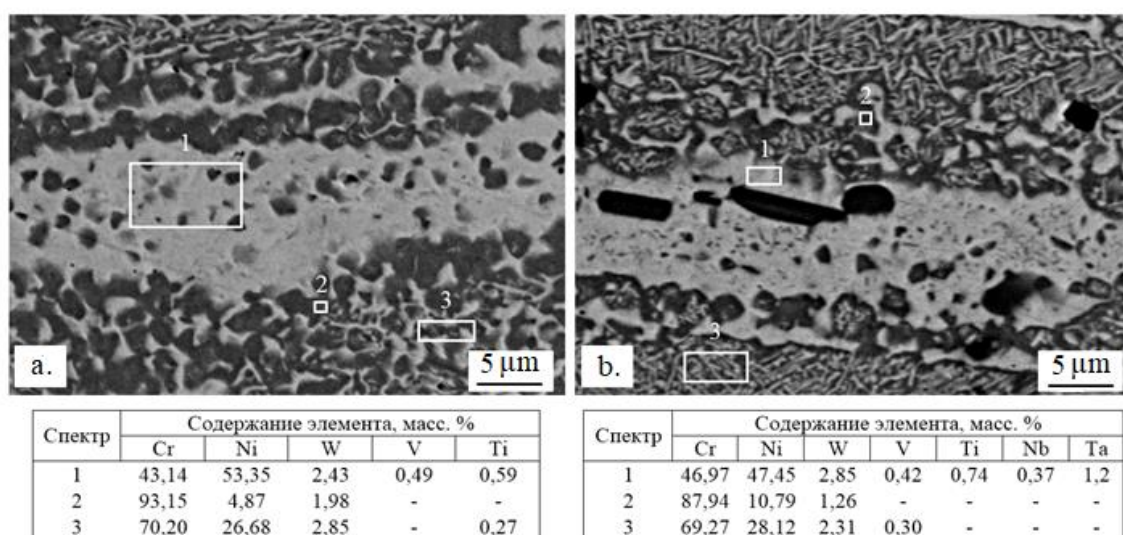 1
2
3
a.
5 µm
2
1
3
b.
5 µm
Спектр Содержание элемента, масс. %
Cr Ni W V Ti
1 43,14 53,35 2,43 0,49 0,59
2 93,15 4,87 1,98 - -
3 70,20 26,68 2,85 - 0,27
Спектр Содержание элемента, масс. %
Cr Ni W V Ti Nb Ta
1 46,97 47,45 2,85 0,42 0,74 0,37 1,2
2 87,94 10,79 1,26 - - - -
3 69,27 28,12 2,31 0,30 - - -